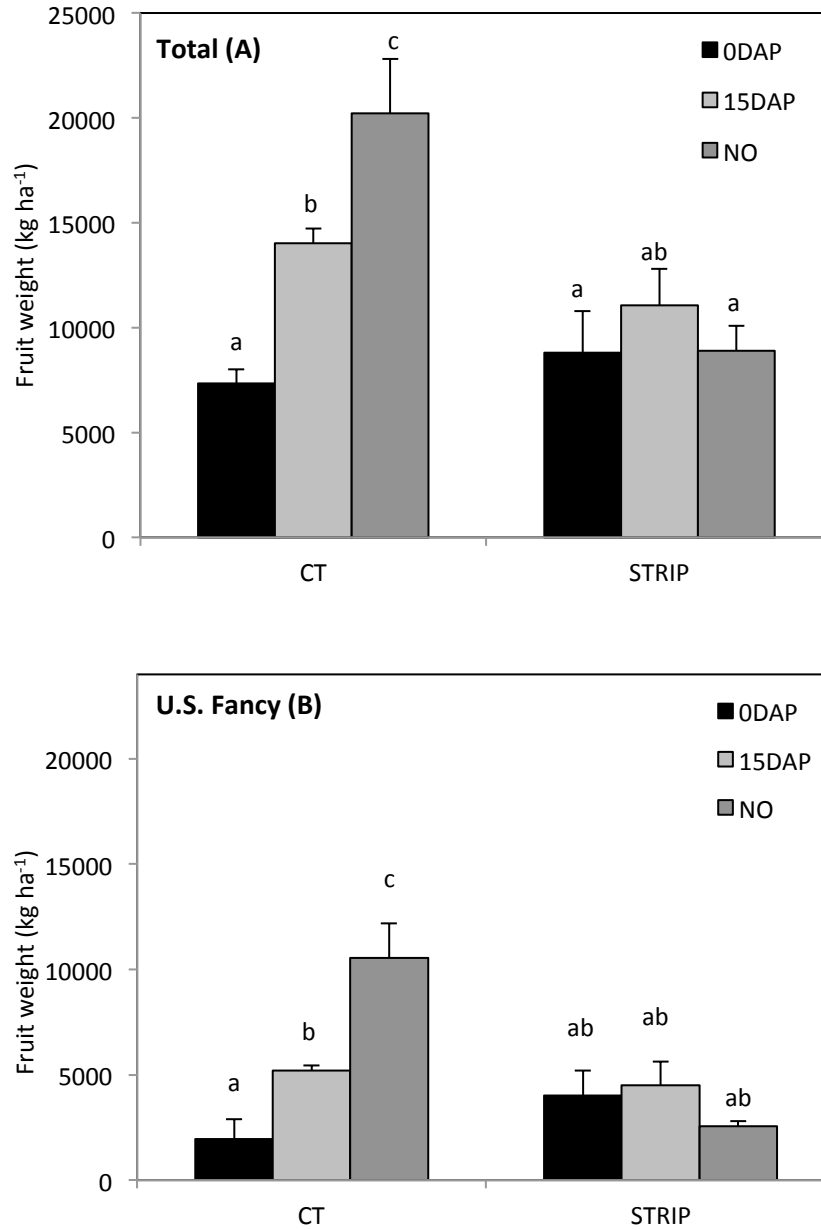 25000
Total (A)
c
0DAP
20000
15DAP
NO
15000
b
ab
a
a
10000
a
5000
0
Fruit weight (kg ha⁻¹)
CT
STRIP
U.S. Fancy (B)
0DAP
20000
15DAP
NO
15000
c
10000
ab
ab
b
a
ab
5000
0
Fruit weight (kg ha⁻¹)
CT
STRIP